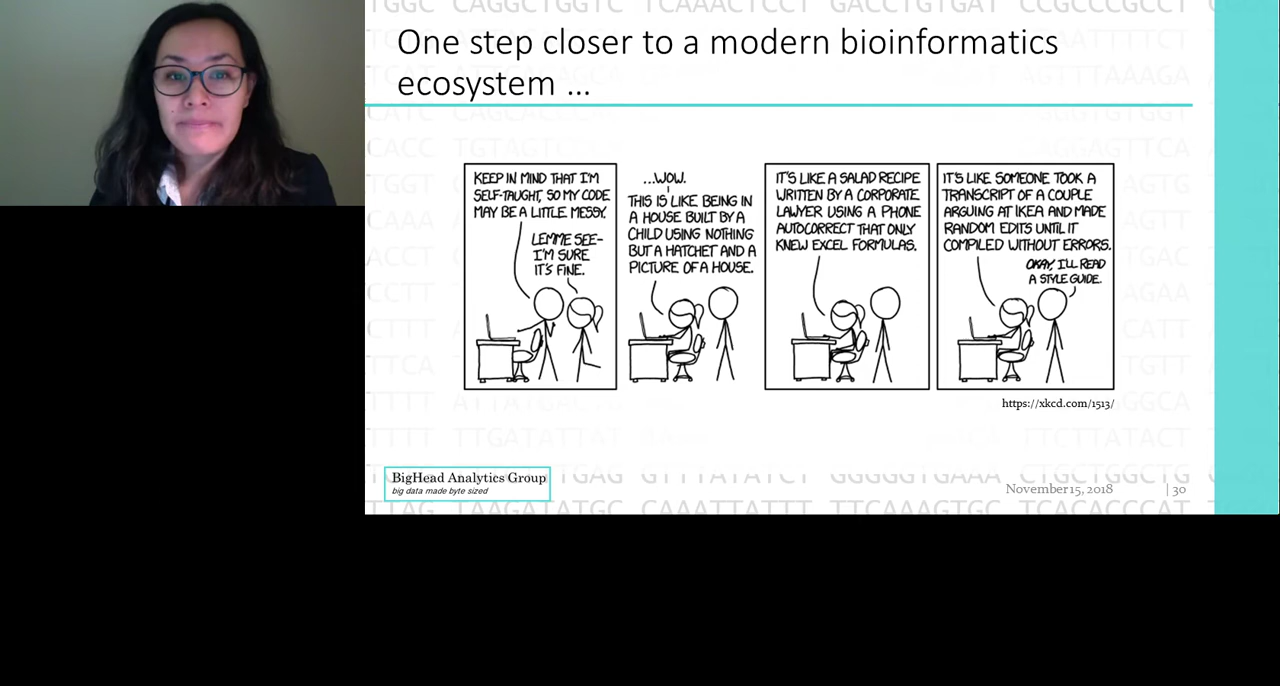 One step closer to a modern bioinformatics
ecosystem ...
KEEP IN MIND THAT I'M
SELF-TAUGHT, SO MY CODE
MAY BE A LITTLE MESSY.
LEMME SEE-
I'M SURE
IT'S FINE.
...WOW.
THIS IS LIKE BEING IN
A HOUSE BUILT BY A
CHILD USING NOTHING
BUT A HATCHET AND A
PICTURE OF A HOUSE.
IT'S LIKE A SALAD RECIPE
WRITTEN BY A CORPORATE
LAWYER USING A PHONE
AUTOCORRECT THAT ONLY
KNEW EXCEL FORMULAS.
IT'S LIKE SOMEONE TOOK A
TRANSCRIPT OF A COUPLE
ARGUING AT IKEA AND MADE
RANDOM EDITS UNTIL IT
COMPILED WITHOUT ERRORS.
OKAY, I'LL READ
A STYLE GUIDE.
https://xkcd.com/1513/
BigHead Analytics Group
big data made byte sized
November 15, 2018 | 30